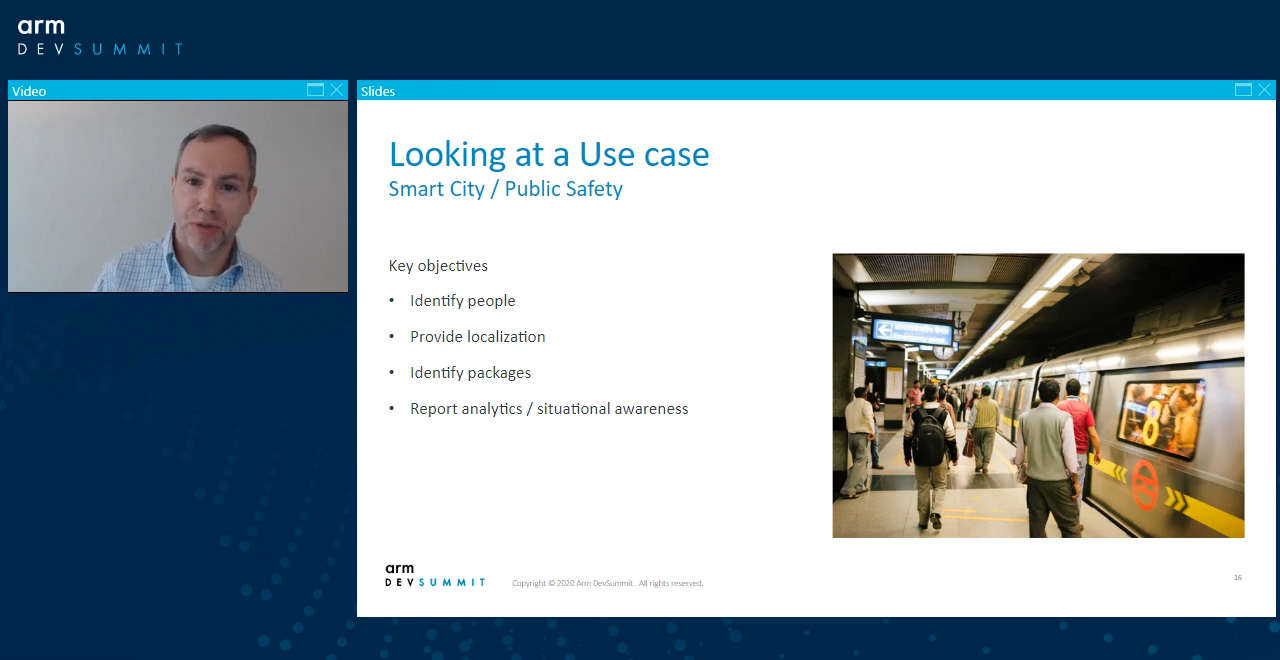 arm
DEVSUMMIT
Video
Slides
Looking at a Use case
Smart City / Public Safety
Key objectives
• Identify people
• Provide localization
• Identify packages
• Report analytics / situational awareness
8
arm
DEVSUMMIT
Copyright © 2020 Arm DevSummit. All rights reserved.
16